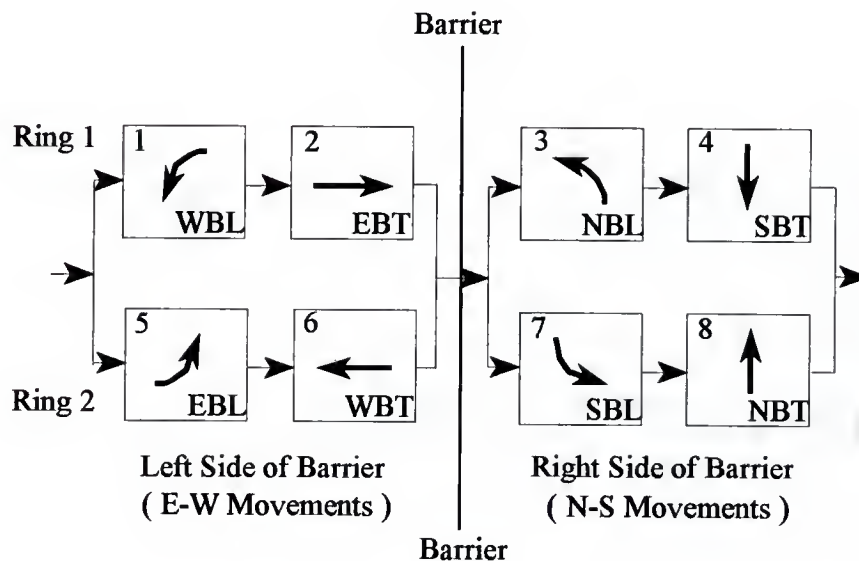 Barrier
Ring 1
1
WBL
2
EBT
3
NBL
4
SBT
Ring 2
5
EBL
6
WBT
7
SBL
8
NBT
Left Side of Barrier
( E-W Movements )
Right Side of Barrier
( N-S Movements )
Barrier